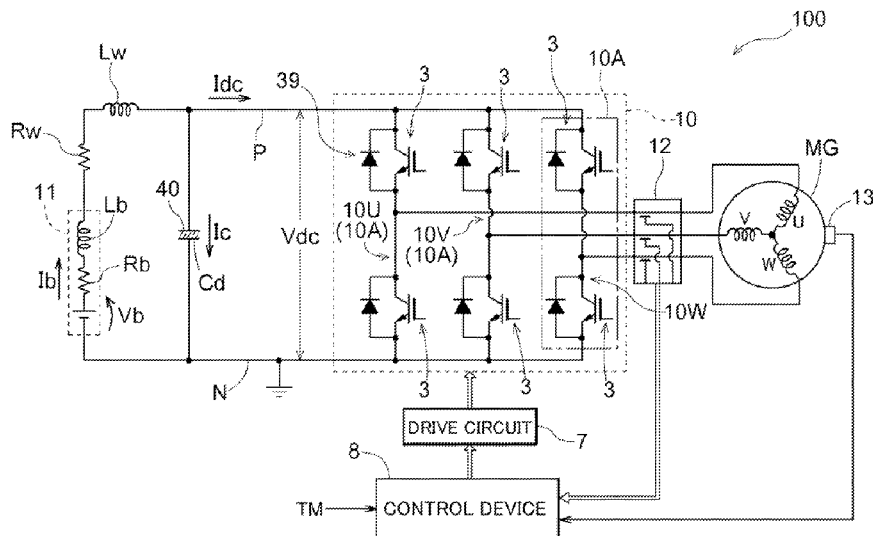 100
Lw
Idc
39
3
3
3
10A
10
Rw
P
MG
12
13
11
Lb
40
Ic
Vdc
10U
(10A)
10V
(10A)
V
U
W
Ib
Rb
Cd
Vb
10W
N
3
3
3
DRIVE CIRCUIT
7
8
TM
CONTROL DEVICE